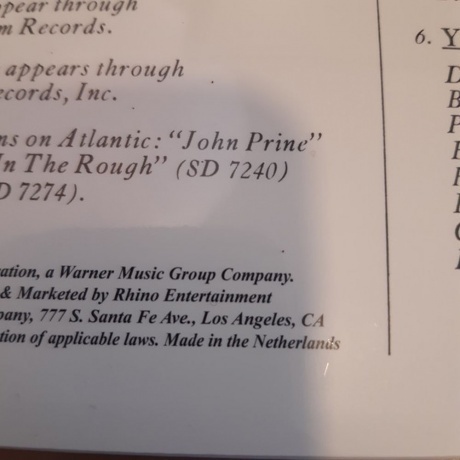 ppear through
m Records.
appears through
ecords, Inc.
ns on Atlantic: “John Prine”
In The Rough” (SD 7240)
D 7274).
ation, a Warner Music Group Company.
& Marketed by Rhino Entertainment
pany, 777 S. Santa Fe Ave., Los Angeles, CA
tion of applicable laws. Made in the Netherlands
6. Y
D
B
P